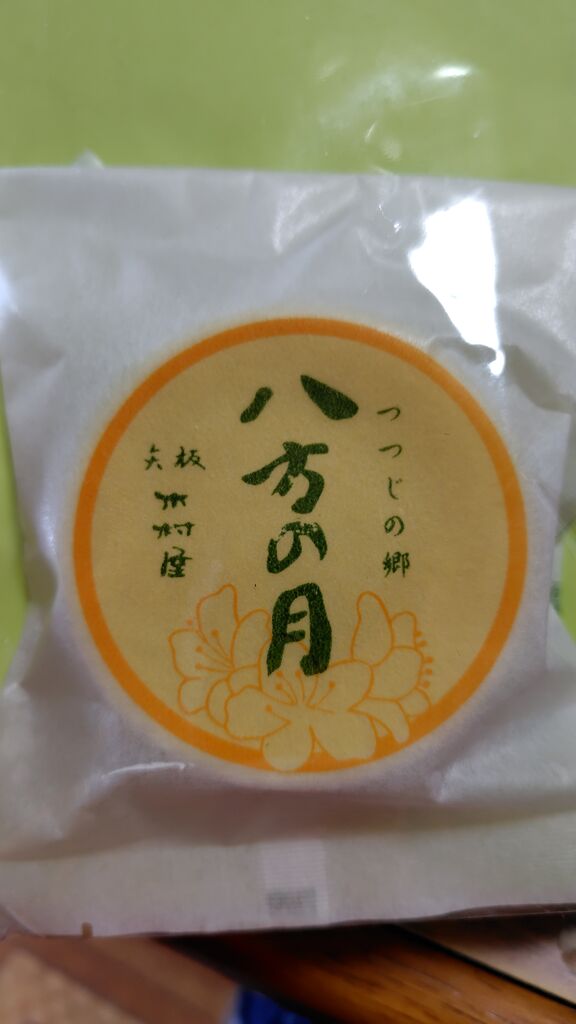 つつじの郷
八方の月
矢板
木村屋